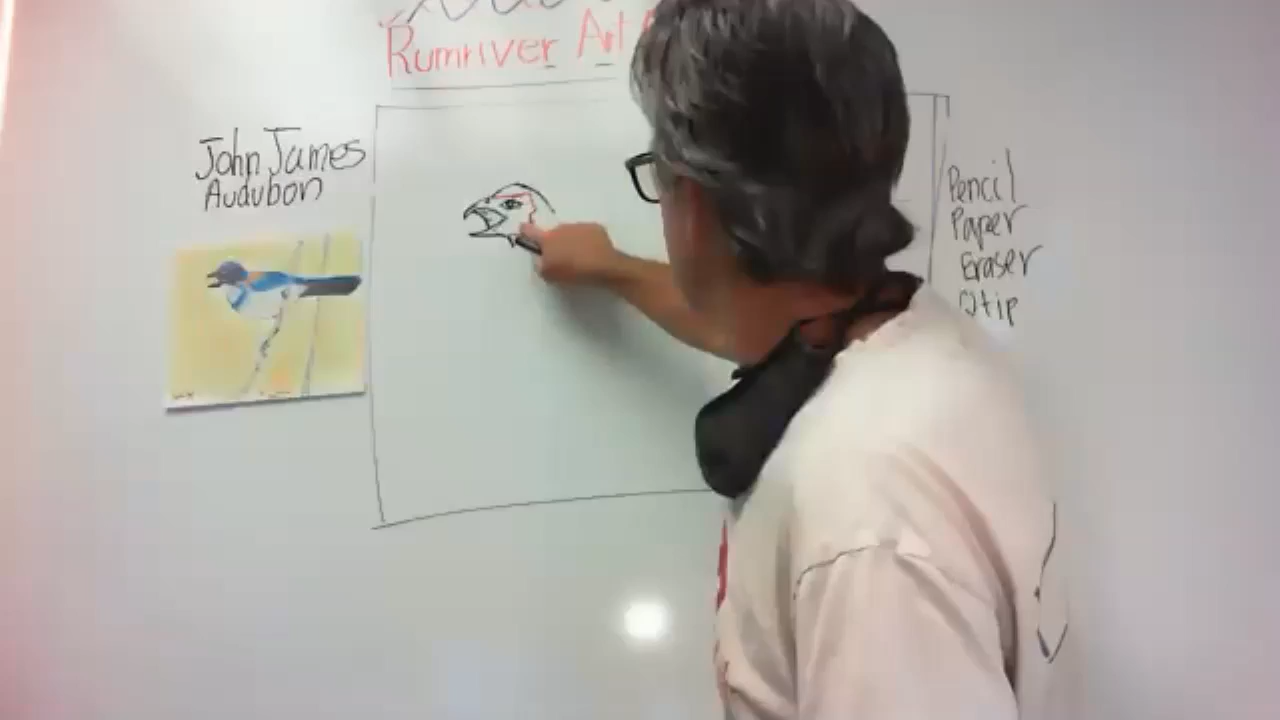 Rumriver Art
John James
Audubon
Pencil
Paper
Eraser
Qtip